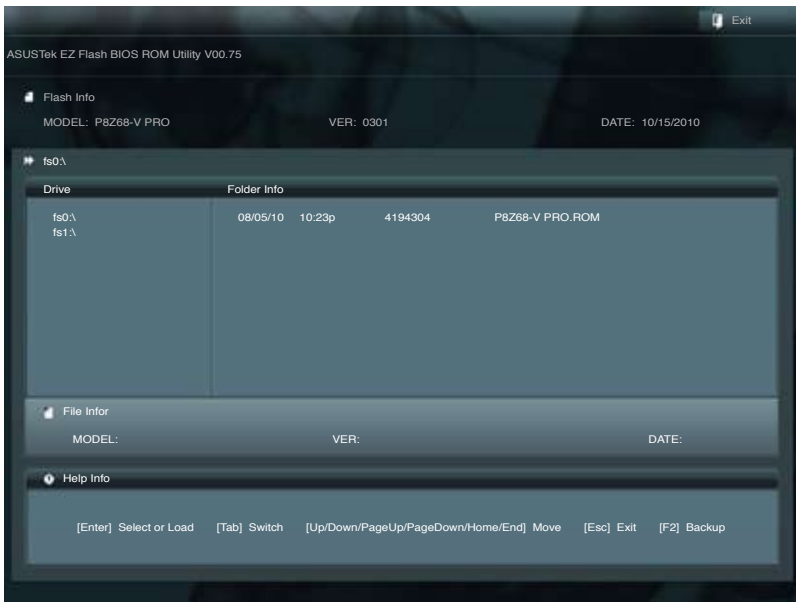 Exit
ASUSTek EZ Flash BIOS ROM Utility V00.75
Flash Info
MODEL: P8Z68-V PRO VER: 0301 DATE: 10/15/2010
fs0:\
Drive Folder Info
fs0:\ 08/05/10 10:23p 4194304 P8Z68-V PRO.ROM
fs1:\
File Infor
MODEL: VER: DATE:
Help Info
[Enter] Select or Load [Tab] Switch [Up/Down/PageUp/PageDown/Home/End] Move [Esc] Exit [F2] Backup